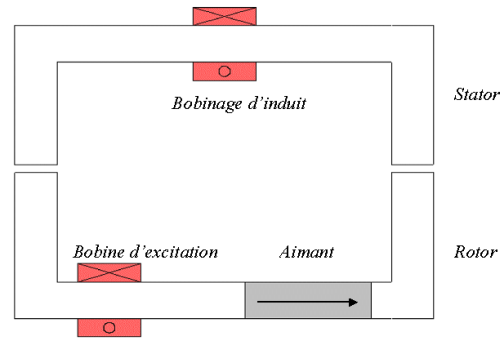 Bobinage d'induit
Stator
Bobine d'excitation
Aimant
Rotor